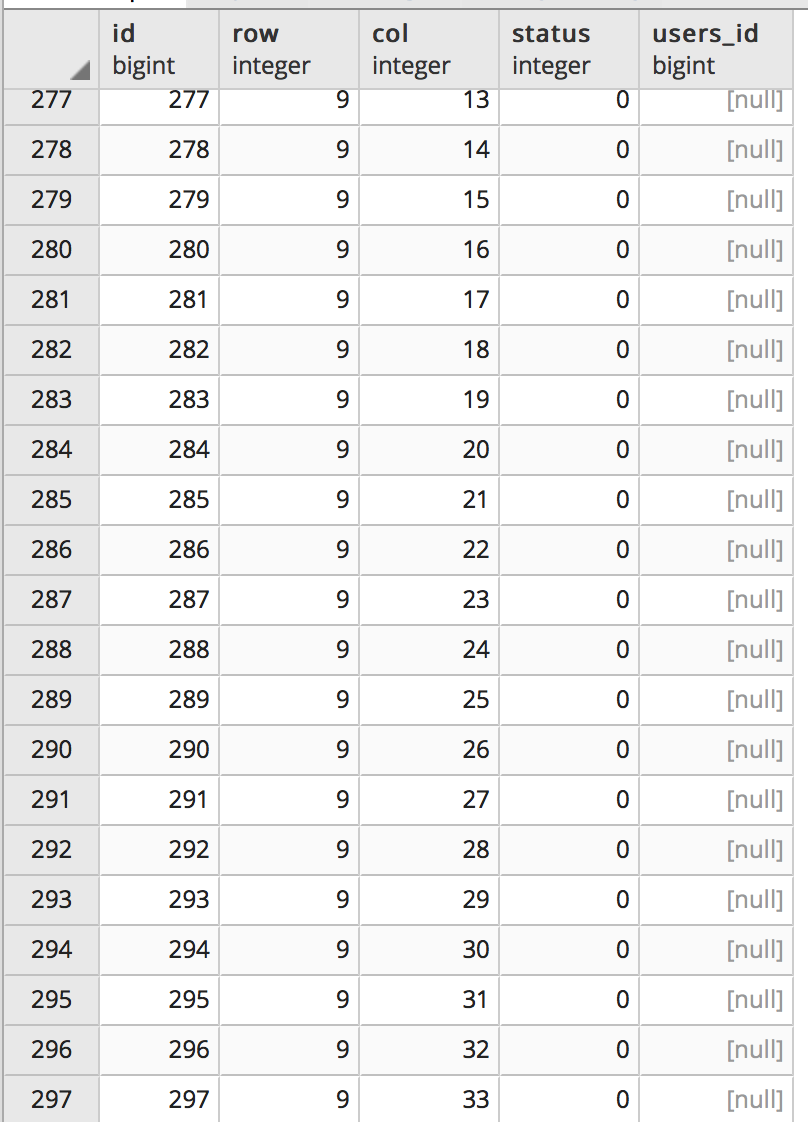 id row col status users_id
bigint integer integer integer bigint
277 277 9 13 0 [null]
278 278 9 14 0 [null]
279 279 9 15 0 [null]
280 280 9 16 0 [null]
281 281 9 17 0 [null]
282 282 9 18 0 [null]
283 283 9 19 0 [null]
284 284 9 20 0 [null]
285 285 9 21 0 [null]
286 286 9 22 0 [null]
287 287 9 23 0 [null]
288 288 9 24 0 [null]
289 289 9 25 0 [null]
290 290 9 26 0 [null]
291 291 9 27 0 [null]
292 292 9 28 0 [null]
293 293 9 29 0 [null]
294 294 9 30 0 [null]
295 295 9 31 0 [null]
296 296 9 32 0 [null]
297 297 9 33 0 [null]